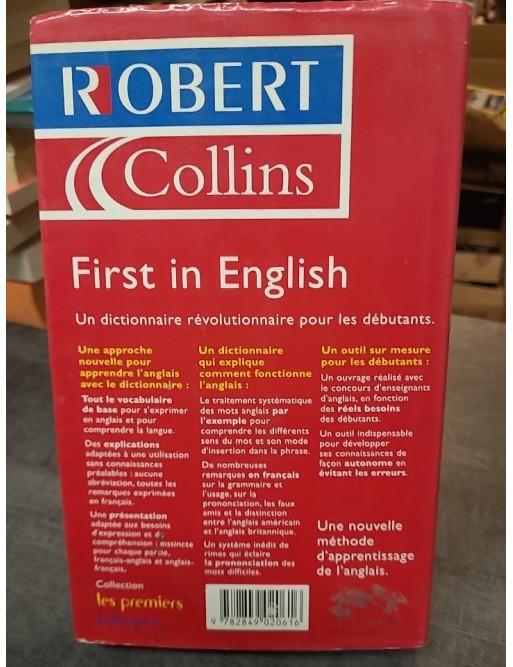 ROBERT
Collins
First in English
Un dictionnaire révolutionnaire pour les débutants.
Une approche
nouvelle pour
apprendre l'anglais
avec le dictionnaire :
Tout le vocabulaire
de base pour s'exprimer
en anglais et pour
comprendre la langue.
Des explications
adaptées à une utilisation
sans connaissances
préalables : aucune
abréviation, toutes les
remarques exprimées
en français.
Une présentation
adaptée aux besoins
d'expression et de
compréhension : distincte
pour chaque partie,
français-anglais et anglais-
français.
Un dictionnaire
qui explique
comment fonctionne
l'anglais :
Le traitement systématique
des mots anglais par
l'exemple pour
comprendre les différents
sens du mot et son mode
d'insertion dans la phrase.
De nombreuses
remarques en français
sur la grammaire et
l'usage, sur la
prononciation, les faux
amis et la distinction
entre l'anglais américain
et l'anglais britannique.
Un système inédit de
rimes qui éclaire
la prononciation des
mots difficiles.
Un outil sur mesure
pour les débutants :
Un ouvrage réalisé avec
le concours d'enseignants
d'anglais, en fonction
des réels besoins
des débutants.
Un outil indispensable
pour développer
ses connaissances de
façon autonome en
évitant les erreurs.
Une nouvelle
méthode
d'apprentissage
de l'anglais.
Collection
les premiers
bilingues
9 782849 020616